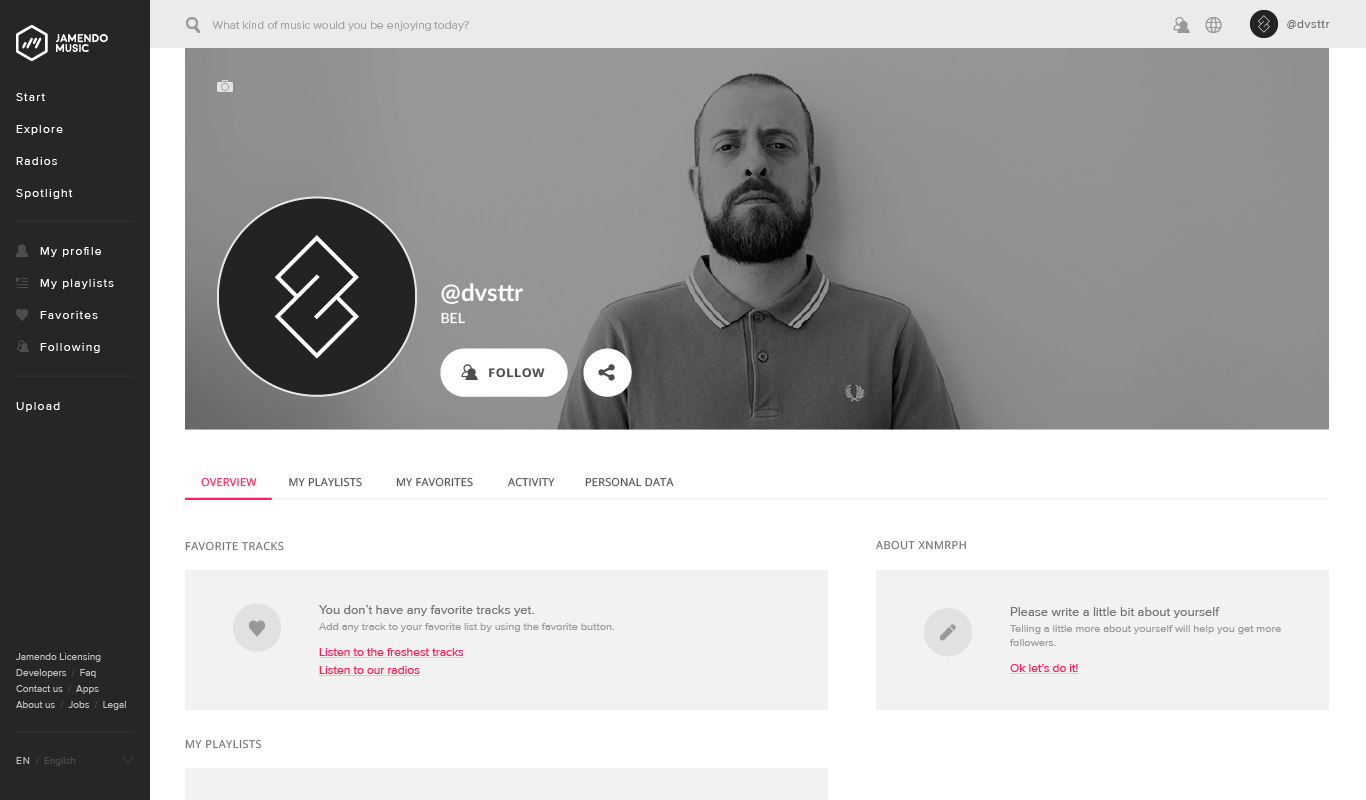 JAMENDO
MUSIC
What kind of music would you be enjoying today?
@dvsttr
Start
Explore
Radios
Spotlight
My profile
My playlists
Favorites
Following
Upload
Jamendo Licensing
Developers / Faq
Contact us / Apps
About us / Jobs / Legal
EN / English
@dvsttr
BEL
FOLLOW
OVERVIEW
MY PLAYLISTS
MY FAVORITES
ACTIVITY
PERSONAL DATA
FAVORITE TRACKS
You don't have any favorite tracks yet.
Add any track to your favorite list by using the favorite button.
Listen to the freshest tracks
Listen to our radios
ABOUT XNMRPH
Please write a little bit about yourself
Telling a little more about yourself will help you get more
followers.
Ok let's do it!
MY PLAYLISTS